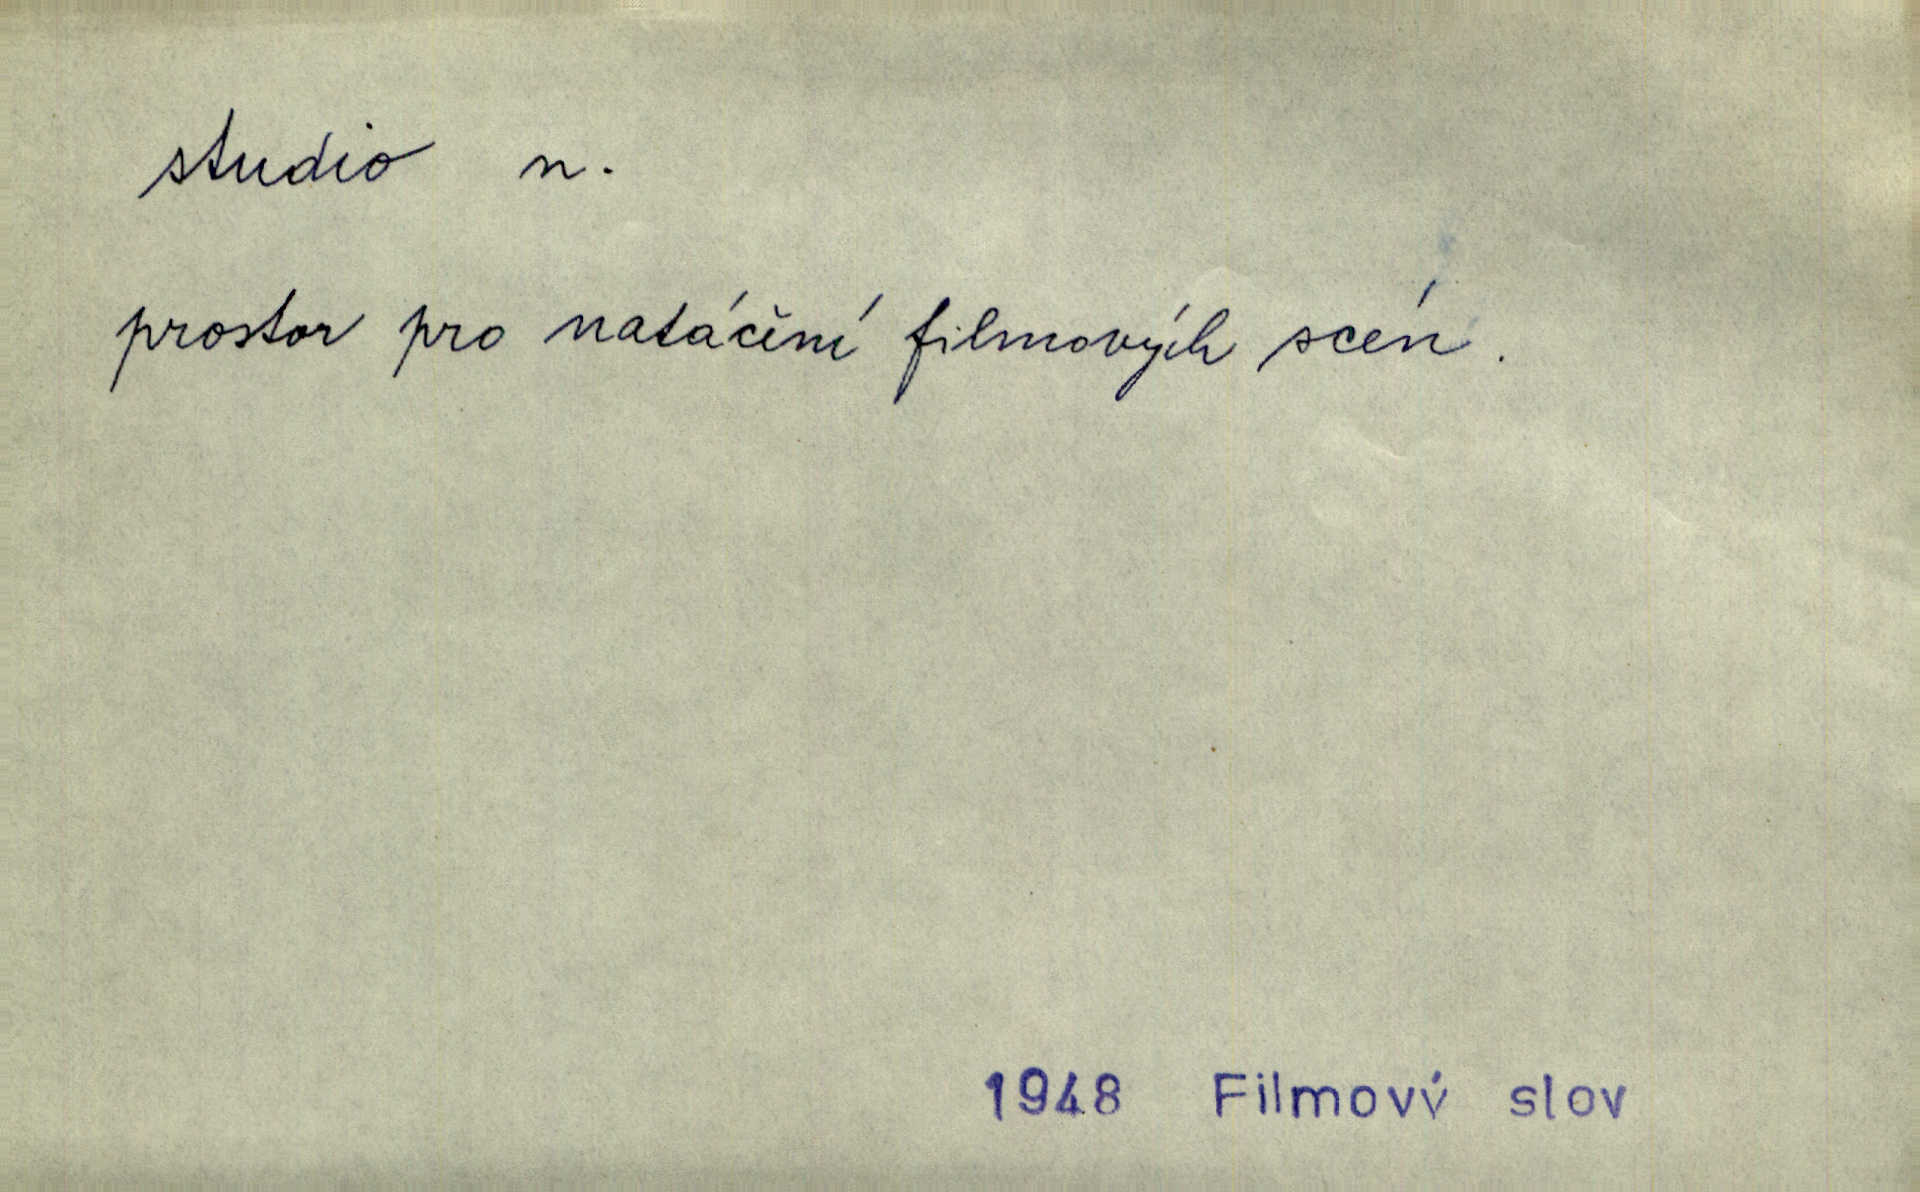 studio n.
prostor pro natáčení filmových scén.
1948 Filmový slov